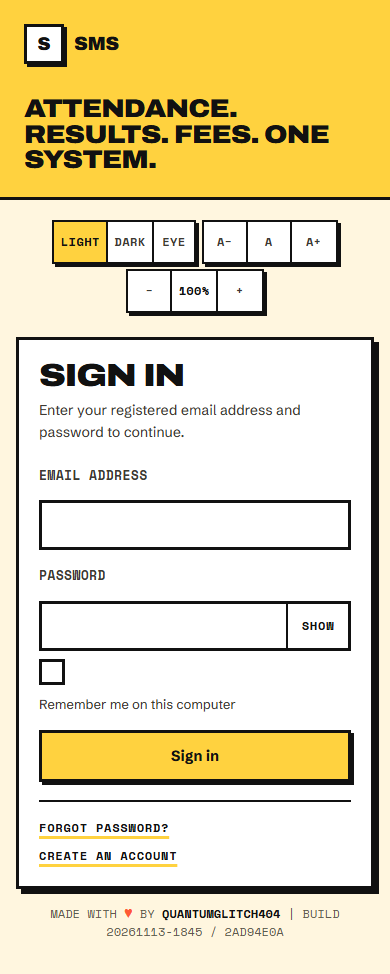 S SMS
ATTENDANCE.
RESULTS. FEES. ONE
SYSTEM.
LIGHT DARK EYE A- A A+
- 100% +
SIGN IN
Enter your registered email address and
password to continue.
EMAIL ADDRESS
PASSWORD
SHOW
Remember me on this computer
Sign in
FORGOT PASSWORD?
CREATE AN ACCOUNT
MADE WITH ♥ BY QUANTUMGLITCH404 | BUILD
20261113-1845 / 2AD94E0A